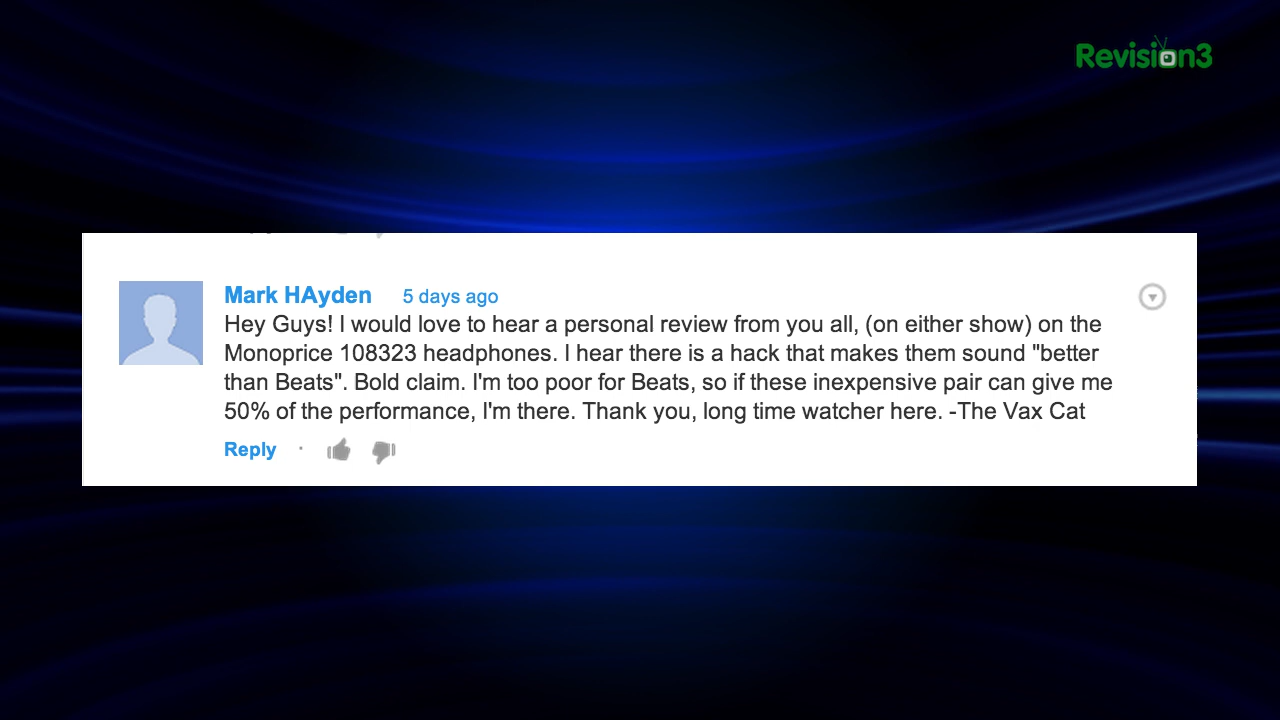 Revision3
Mark HAyden 5 days ago
Hey Guys! I would love to hear a personal review from you all, (on either show) on the
Monoprice 108323 headphones. I hear there is a hack that makes them sound "better
than Beats". Bold claim. I'm too poor for Beats, so if these inexpensive pair can give me
50% of the performance, I'm there. Thank you, long time watcher here. -The Vax Cat
Reply ·